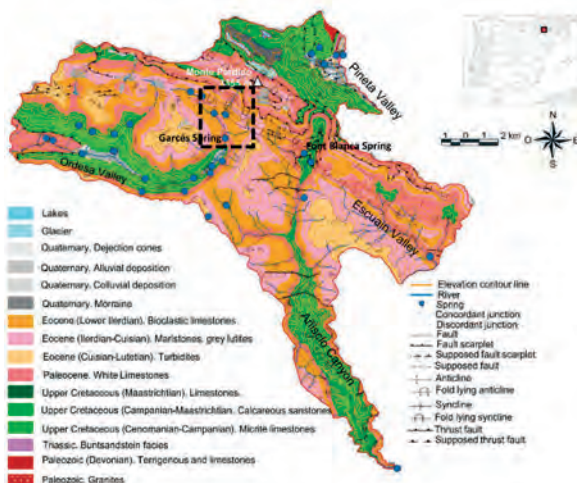 Monte Perdido
Pineta Valley
Garcés Spring
Font Blanca Spring
Ordesa Valley
Escuain Valley
Añisclo Canyon
1 0 1 2 km
N
O E
S
Lakes
Glacier
Quaternary. Dejection cones
Quaternary. Alluvial deposition
Quaternary. Colluvial deposition
Quaternary. Morraine
Eocene (Lower Ilerdian). Bioclastic limestones
Eocene (Ilerdian-Cuisian). Marlstones, grey lutites
Eocene (Cuisian-Lutetian). Turbidites
Paleocene. White Limestones
Upper Cretaceous (Maastrichtian). Limestones.
Upper Cretaceous (Campanian-Maastrichtian). Calcareous sanstones
Upper Cretaceous (Cenomanian-Campanian). Micrite limestones
Triassic. Buntsandstein facies
Paleozoic (Devonian). Terrigenous and limestones
Paleozoic. Granites
Elevation contour line
River
Spring
Concordant junction
Discordant junction
Fault
Fault scarplet
Supposed fault scarplet
Supposed fault
Anticline
Fold lying anticline
Syncline
Fold lying syncline
Thrust fault
Supposed thrust fault